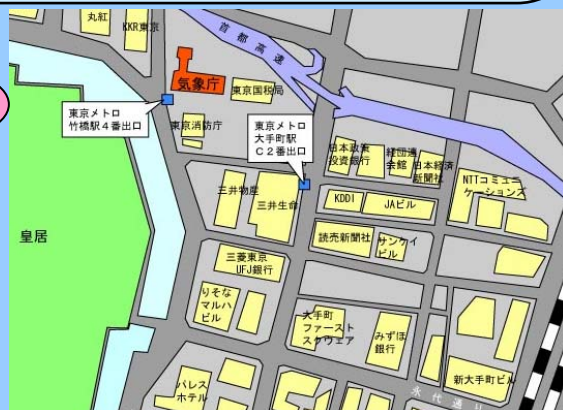 丸紅
KKR東京
首都高速
気象庁
東京国税局
東京メトロ
竹橋駅４番出口
東京消防庁
東京メトロ
大手町駅
Ｃ２番出口
日本政策
投資銀行
経団連
会館
日本経済
新聞社
NTTコミュニ
ケーションズ
三井物産
三井生命
KDDI
JAビル
皇居
読売新聞社
サンケイ
ビル
三菱東京
UFJ銀行
りそな
マルハ
ビル
大手町
ファースト
スクウェア
みずほ
銀行
新大手町ビル
パレス
ホテル
永代通り